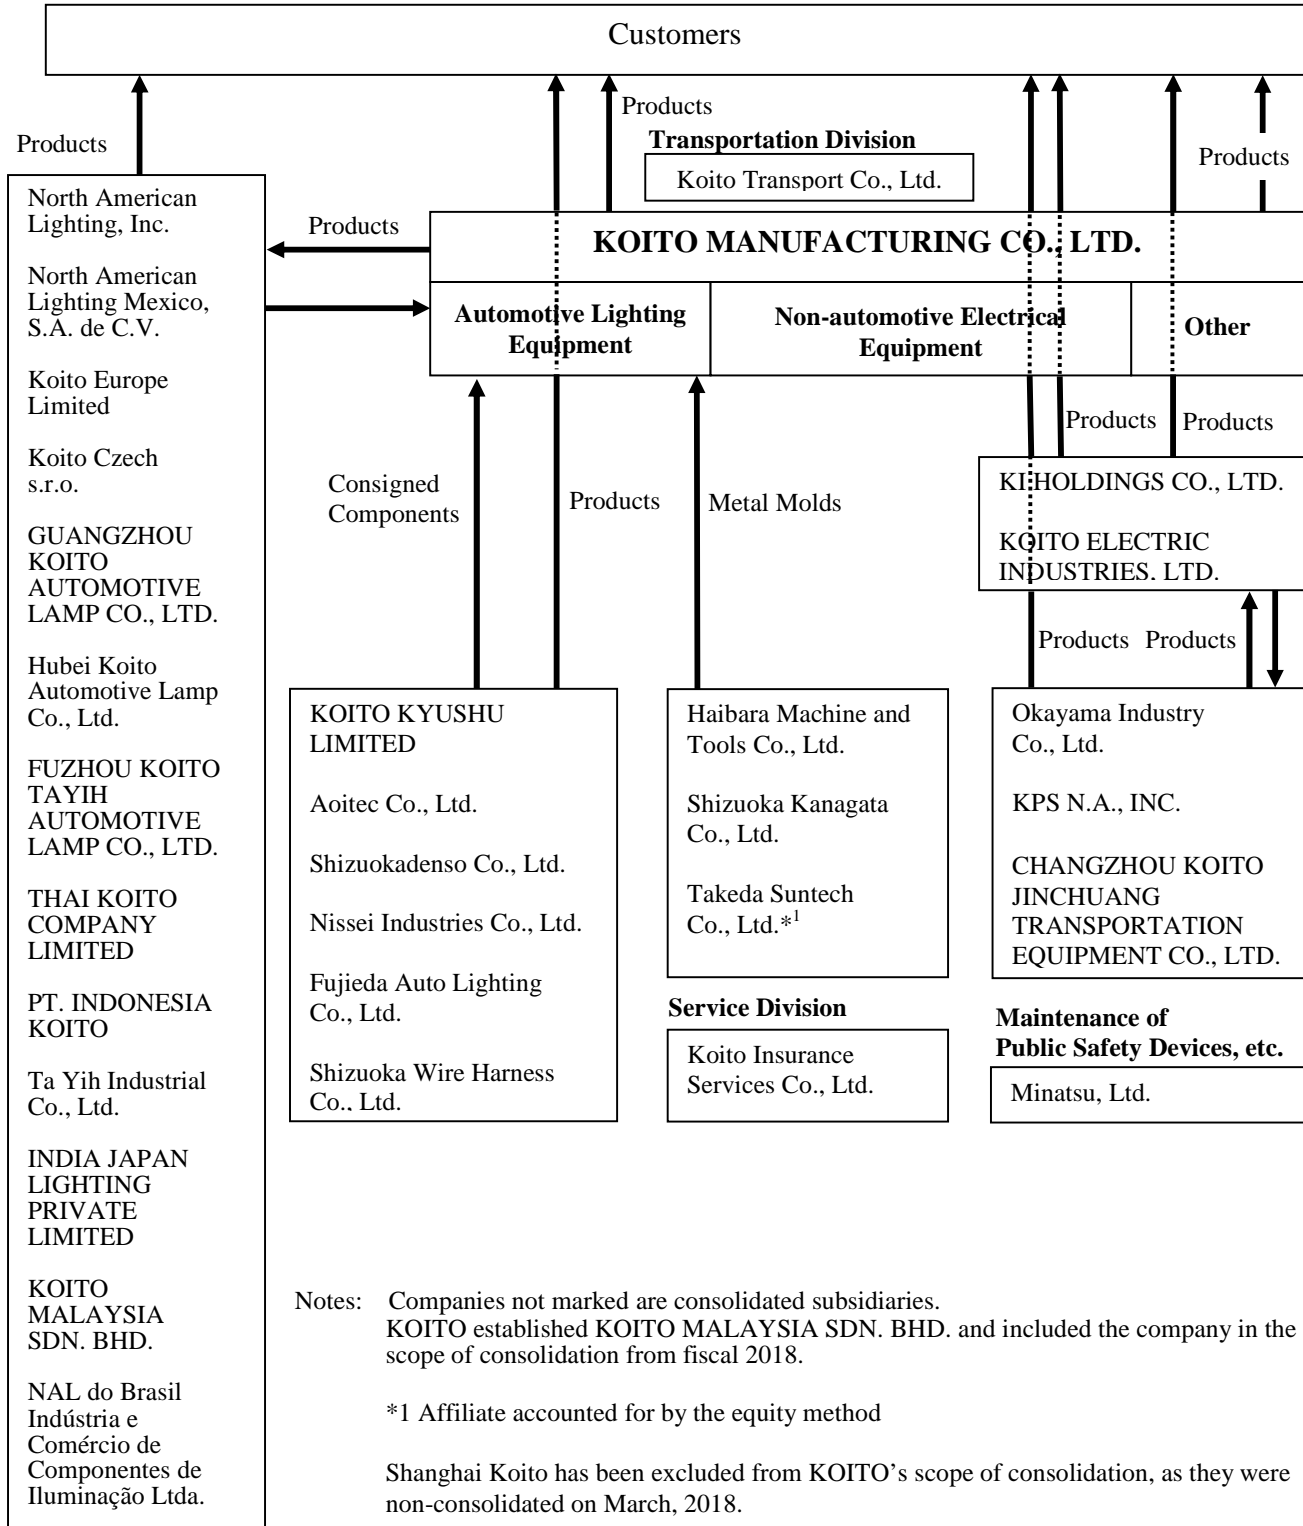 Customers
Products
Products
Transportation Division
Koito Transport Co., Ltd.
Products
North American
Lighting, Inc.
North American
Lighting Mexico,
S.A. de C.V.
Koito Europe
Limited
Koito Czech
s.r.o.
GUANGZHOU
KOITO
AUTOMOTIVE
LAMP CO., LTD.
Hubei Koito
Automotive Lamp
Co., Ltd.
FUZHOU KOITO
TAYIH
AUTOMOTIVE
LAMP CO., LTD.
THAI KOITO
COMPANY
LIMITED
PT. INDONESIA
KOITO
Ta Yih Industrial
Co., Ltd.
INDIA JAPAN
LIGHTING
PRIVATE
LIMITED
KOITO
MALAYSIA
SDN. BHD.
NAL do Brasil
Indústria e
Comércio de
Componentes de
Iluminação Ltda.
Products
KOITO MANUFACTURING CO., LTD.
Automotive Lighting
Equipment
Non-automotive Electrical
Equipment
Other
Consigned
Components
Products
Metal Molds
Products
Products
KI HOLDINGS CO., LTD.
KOITO ELECTRIC
INDUSTRIES, LTD.
Products
Products
KOITO KYUSHU
LIMITED
Aoitec Co., Ltd.
Shizuokadenso Co., Ltd.
Nissei Industries Co., Ltd.
Fujieda Auto Lighting
Co., Ltd.
Shizuoka Wire Harness
Co., Ltd.
Haibara Machine and
Tools Co., Ltd.
Shizuoka Kanagata
Co., Ltd.
Takeda Suntech
Co., Ltd.*1
Service Division
Koito Insurance
Services Co., Ltd.
Okayama Industry
Co., Ltd.
KPS N.A., INC.
CHANGZHOU KOITO
JINCHUANG
TRANSPORTATION
EQUIPMENT CO., LTD.
Maintenance of
Public Safety Devices, etc.
Minatsu, Ltd.
Notes: Companies not marked are consolidated subsidiaries.
KOITO established KOITO MALAYSIA SDN. BHD. and included the company in the
scope of consolidation from fiscal 2018.
*1 Affiliate accounted for by the equity method
Shanghai Koito has been excluded from KOITO’s scope of consolidation, as they were
non-consolidated on March, 2018.